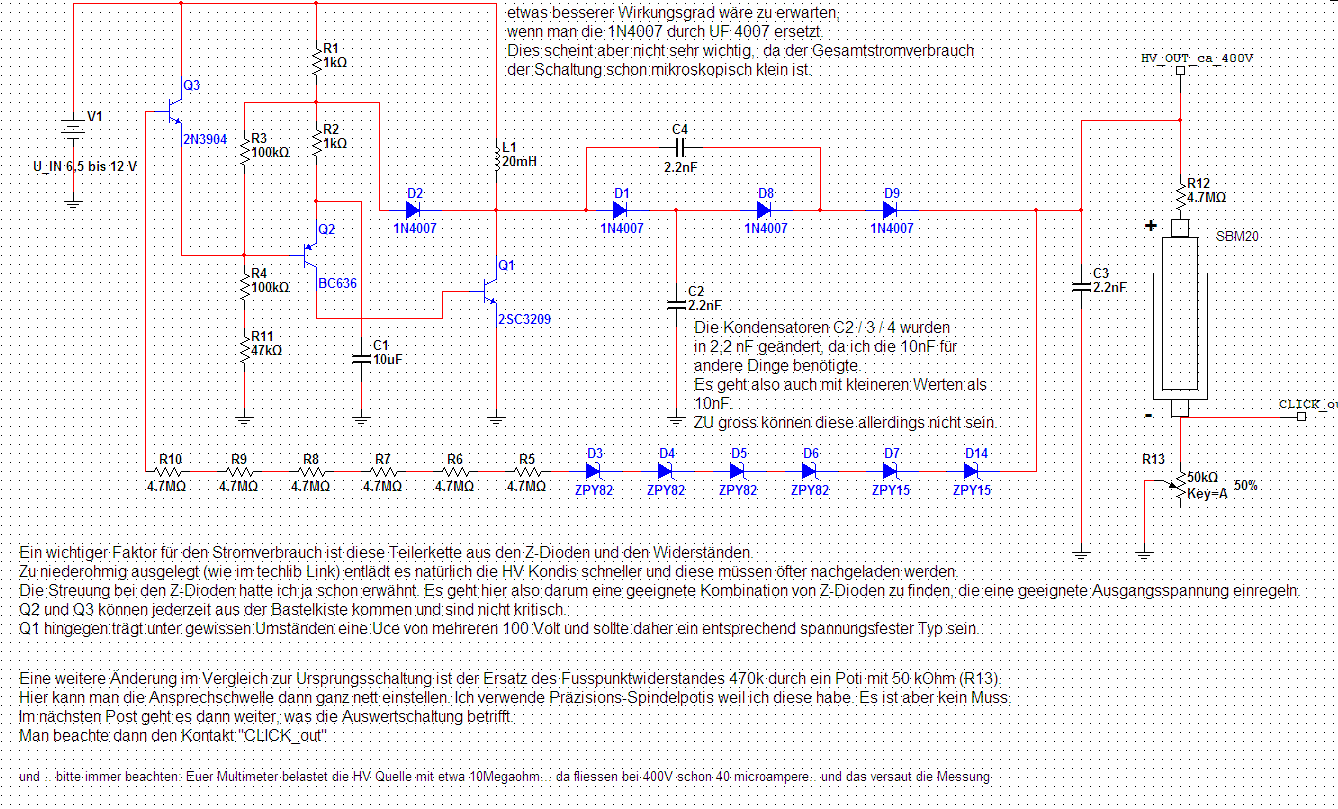 etwas besserer Wirkungsgrad wäre zu erwarten,
wenn man die 1N4007 durch UF 4007 ersetzt.
Dies scheint aber nicht sehr wichtig, da der Gesamtstromverbrauch
der Schaltung schon mikroskopisch klein ist.
HV_OUT_ca_400V
R1
1kΩ
Q3
2N3904
V1
U_IN 6,5 bis 12 V
R3
100kΩ
R2
1kΩ
C4
2.2nF
L1
20mH
D2
1N4007
D1
1N4007
D8
1N4007
D9
1N4007
R12
4.7MΩ
+
SBM20
Q2
BC636
R4
100kΩ
Q1
2SC3209
C2
2.2nF
C3
2.2nF
R11
47kΩ
C1
10uF
Die Kondensatoren C2 / 3 / 4 wurden
in 2,2 nF geändert, da ich die 10nF für
andere Dinge benötigte.
Es geht also auch mit kleineren Werten als
10nF.
ZU gross können diese allerdings nicht sein.
-
CLICK_ou
R10
4.7MΩ
R9
4.7MΩ
R8
4.7MΩ
R7
4.7MΩ
R6
4.7MΩ
R5
4.7MΩ
D3
ZPY82
D4
ZPY82
D5
ZPY82
D6
ZPY82
D7
ZPY15
D14
ZPY15
R13
50kΩ
Key=A
50%
Ein wichtiger Faktor für den Stromverbrauch ist diese Teilerkette aus den Z-Dioden und den Widerständen.
Zu niederohmig ausgelegt (wie im techlib Link) entlädt es natürlich die HV Kondis schneller und diese müssen öfter nachgeladen werden.
Die Streuung bei den Z-Dioden hatte ich ja schon erwähnt. Es geht hier also darum eine geeignete Kombination von Z-Dioden zu finden, die eine geeignete Ausgangsspannung einregeln.
Q2 und Q3 können jederzeit aus der Bastelkiste kommen und sind nicht kritisch.
Q1 hingegen trägt unter gewissen Umständen eine Uce von mehreren 100 Volt und sollte daher ein entsprechend spannungsfester Typ sein.
Eine weitere Änderung im Vergleich zur Ursprungsschaltung ist der Ersatz des Fusspunktwiderstandes 470k durch ein Poti mit 50 kOhm (R13).
Hier kann man die Ansprechschwelle dann ganz nett einstellen. Ich verwende Präzisions-Spindelpotis weil ich diese habe. Es ist aber kein Muss.
Im nächsten Post geht es dann weiter, was die Auswertschaltung betrifft.
Man beachte dann den Kontakt "CLICK_out"
und .. bitte immer beachten: Euer Multimeter belastet die HV Quelle mit etwa 10Megaohm... da fliessen bei 400V schon 40 microampere.. und das versaut die Messung